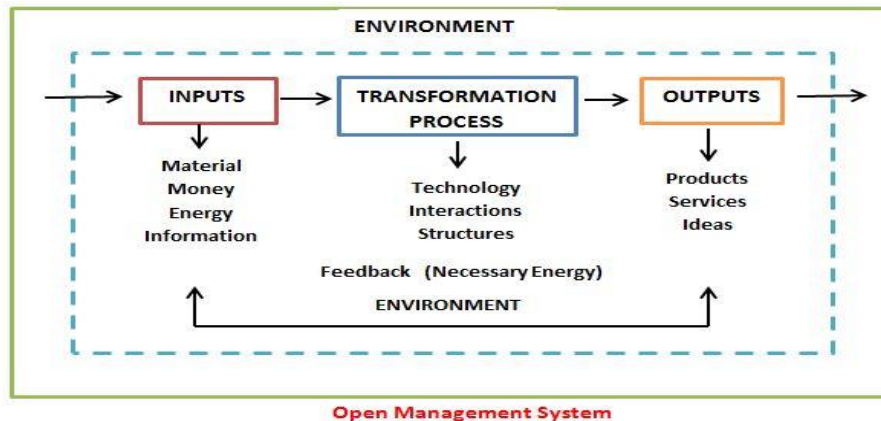 ENVIRONMENT
INPUTS
TRANSFORMATION
PROCESS
OUTPUTS
Material
Money
Energy
Information
Technology
Interactions
Structures
Products
Services
Ideas
Feedback (Necessary Energy)
ENVIRONMENT
Open Management System